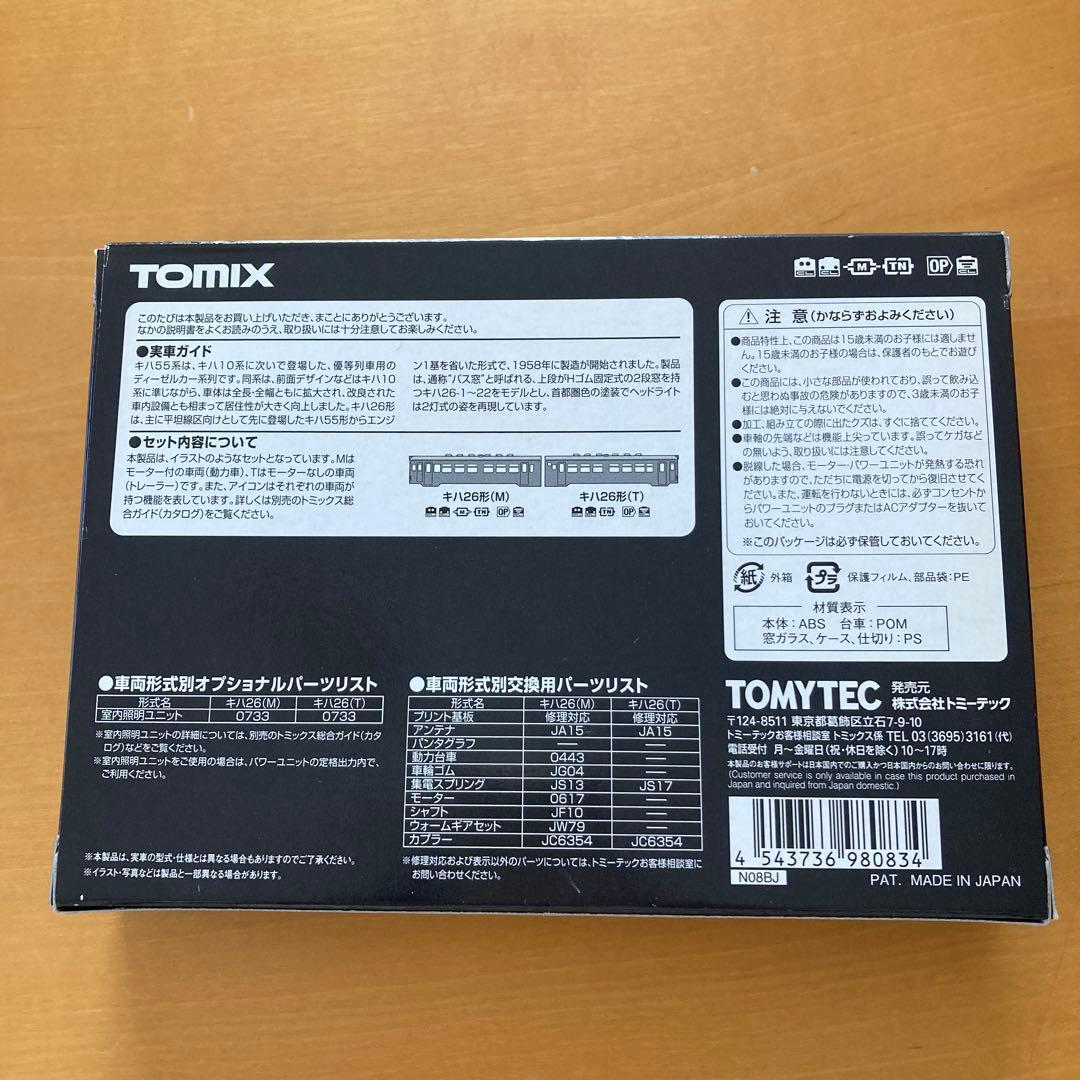 TOMIX
EL EL M TN OP EL
このたびは本製品をお買い上げいただき、まことにありがとうございます。
なかの説明書をよくお読みのうえ、取り扱いには十分注意してお楽しみください。
●実車ガイド
キハ55系は、キハ10系に次いで登場した、優等列車用の
ディーゼルカー系列です。同系は、前面デザインなどはキハ10
系に準じながら、車体は全長・全幅ともに拡大され、改良された
車内設備とも相まって居住性が大きく向上しました。キハ26形
は、主に平坦線区向けとして先に登場したキハ55形からエンジ
ン1基を省いた形式で、1958年に製造が開始されました。製品
は、通称"バス窓"と呼ばれる、上段がHゴム固定式の2段窓を持
つキハ26-1〜22をモデルとし、首都圏色の塗装でヘッドライト
は2灯式の姿を再現しています。
●セット内容について
本製品は、イラストのようなセットとなっています。Mは
モーター付の車両(動力車)、Tはモーターなしの車両
(トレーラー)です。また、アイコンはそれぞれの車両が
持つ機能を表しています。詳しくは別売のトミックス総
合ガイド(カタログ)をご覧ください。
キハ26形(M) キハ26形(T)
M TN OP TN OP
⚠ 注 意(かならずおよみください)
●商品特性上、この商品は15歳未満のお子様には適しませ
ん。15歳未満のお子様の場合は、保護者のもとでお遊び
ください。
●この商品には、小さな部品が使われており、誤って飲み込
むと思わぬ事故の危険がありますので、3歳未満のお子
様には絶対に与えないでください。
●加工、組み立ての際に出たクズは、すぐに捨ててください。
●車軸の先端などは機能上尖っています。誤ってケガなど
の無いよう、取り扱いには注意してください。
●脱線した場合、モーター・パワーユニットが発熱する恐れ
がありますので、ただちに電源を切ってから復旧させてく
ださい。また、運転を行わないときには、必ずコンセントか
らパワーユニットのプラグまたはACアダプターを抜いて
おいてください。
※このパッケージは必ず保管しておいてください。
紙 外箱 プラ 保護フィルム、部品袋:PE
材質表示
本体:ABS 台車:POM
窓ガラス、ケース、仕切り:PS
●車両形式別オプショナルパーツリスト
形式名 キハ26(M) キハ26(T)
室内照明ユニット 0733 0733
※室内照明ユニットの詳細については、別売のトミックス総合ガイド(カタ
ログ)などをご覧ください。
※室内照明ユニットをご使用の場合は、パワーユニットの定格出力内で、
ご利用ください。
※本製品は、実車の型式・仕様とは異なる場合もありますのでご了承ください。
※イラスト・写真などは製品と一部異なる場合があります。
●車両形式別交換用パーツリスト
形式名 キハ26(M) キハ26(T)
プリント基板 修理対応 修理対応
アンテナ JA15 JA15
パンタグラフ — —
動力台車 0443 —
車輪ゴム JG04 —
集電スプリング JS13 JS17
モーター 0617 —
シャフト JF10 —
ウォームギアセット JW79 —
カプラー JC6354 JC6354
※修理対応および表示以外のパーツについては、トミーテックお客様相談室に
お問い合わせください。
TOMYTEC 発売元 株式会社トミーテック
〒124-8511 東京都葛飾区立石7-9-10
トミーテックお客様相談室 トミックス係 TEL 03(3695)3161(代)
電話受付 月〜金曜日(祝・休日を除く)10〜17時
本製品のお客様サポートは日本国内でのご購入かつ日本国内からのお問い合わせに限ります。
(Customer service is only available in case this product purchased in
Japan and inquired from Japan domestic.)
4 543736 980834
N08BJ
PAT. MADE IN JAPAN